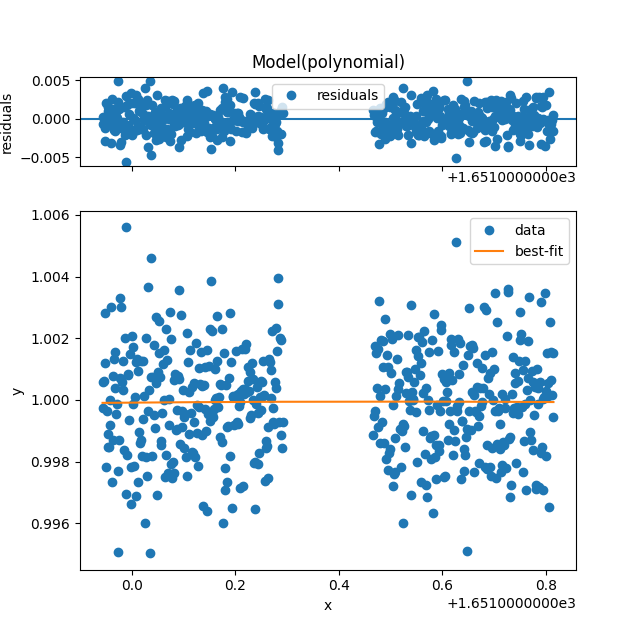 Model(polynomial)
residuals
0.005
0.000
−0.005
residuals
+1.6510000000e3
y
1.006
1.004
1.002
1.000
0.998
0.996
data
best-fit
0.0 0.2 0.4 0.6 0.8
x
+1.6510000000e3